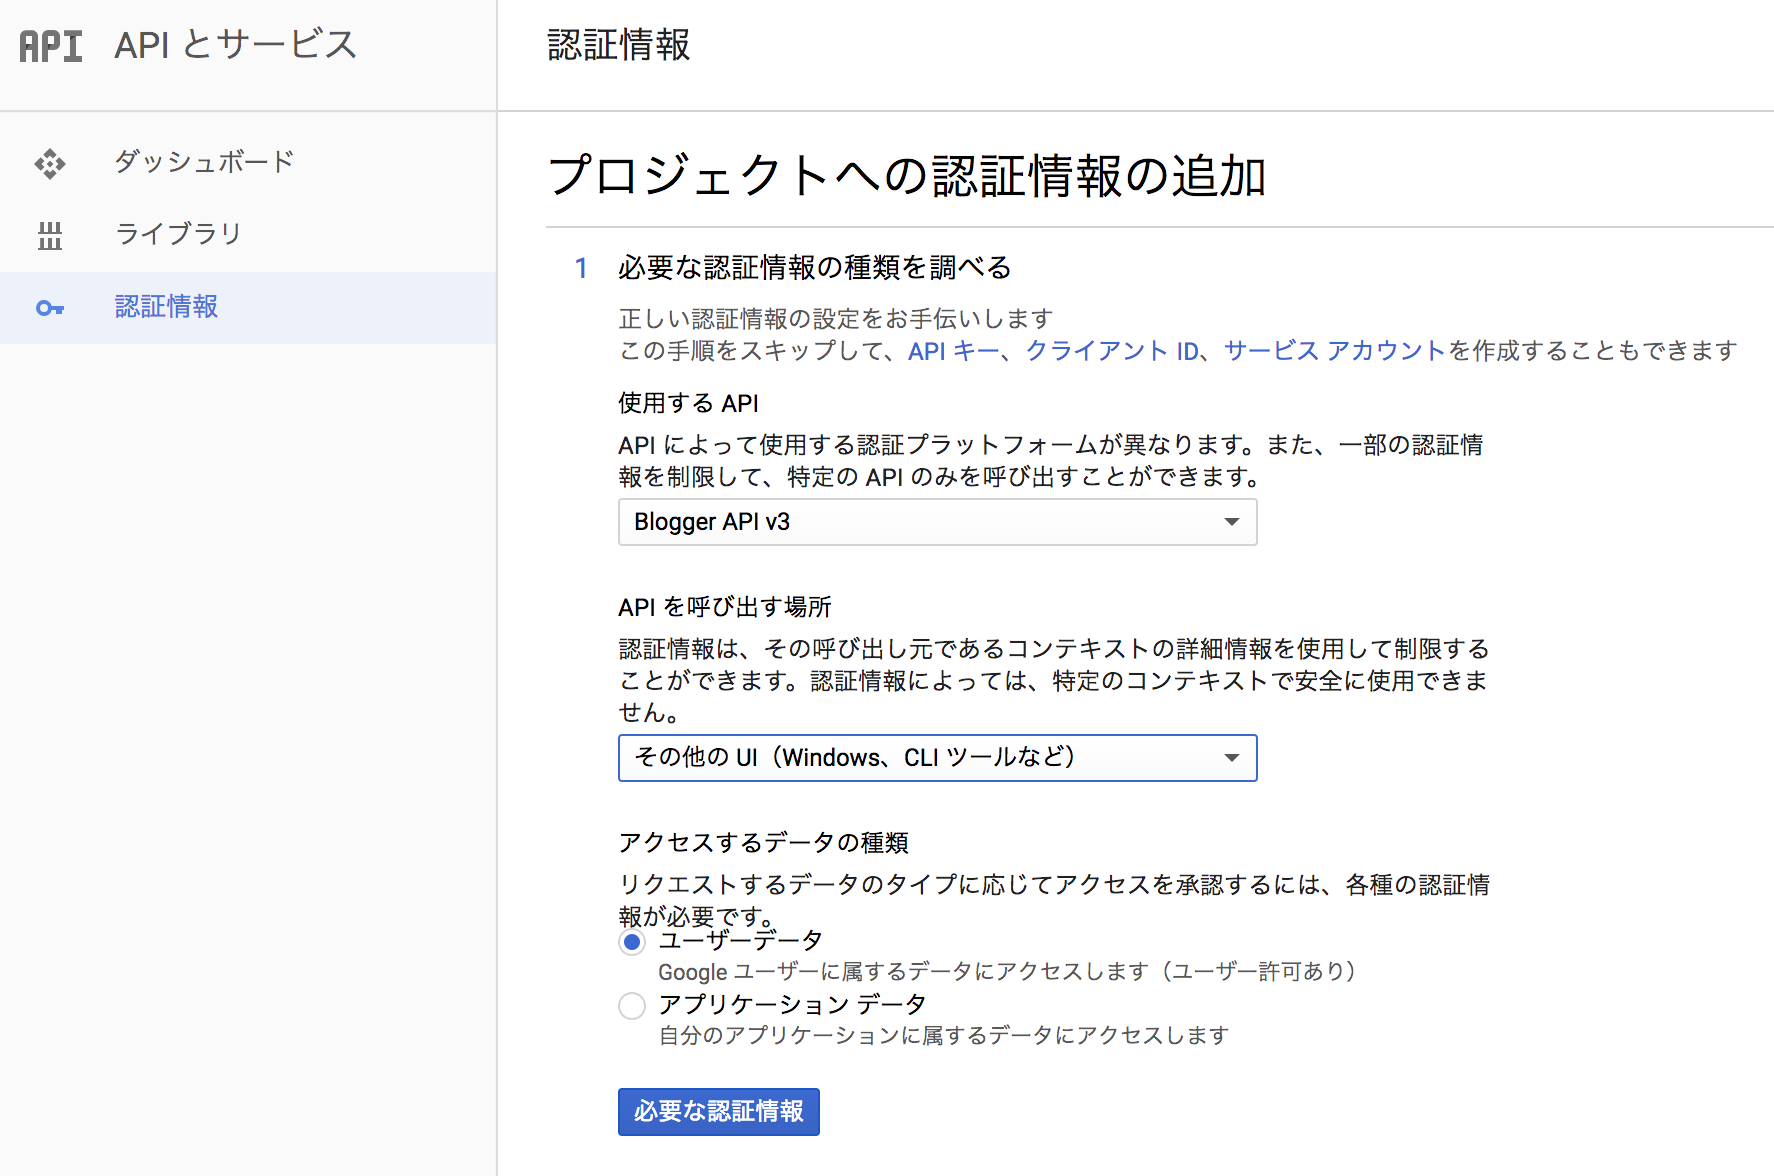 API API とサービス
認証情報
ダッシュボード
ライブラリ
認証情報
プロジェクトへの認証情報の追加
1 必要な認証情報の種類を調べる
正しい認証情報の設定をお手伝いします
この手順をスキップして、API キー、クライアント ID、サービス アカウントを作成することもできます
使用する API
API によって使用する認証プラットフォームが異なります。また、一部の認証情
報を制限して、特定の API のみを呼び出すことができます。
Blogger API v3
API を呼び出す場所
認証情報は、その呼び出し元であるコンテキストの詳細情報を使用して制限する
ことができます。認証情報によっては、特定のコンテキストで安全に使用できま
せん。
その他の UI（Windows、CLI ツールなど）
アクセスするデータの種類
リクエストするデータのタイプに応じてアクセスを承認するには、各種の認証情
報が必要です。
ユーザーデータ
Google ユーザーに属するデータにアクセスします（ユーザー許可あり）
アプリケーション データ
自分のアプリケーションに属するデータにアクセスします
必要な認証情報